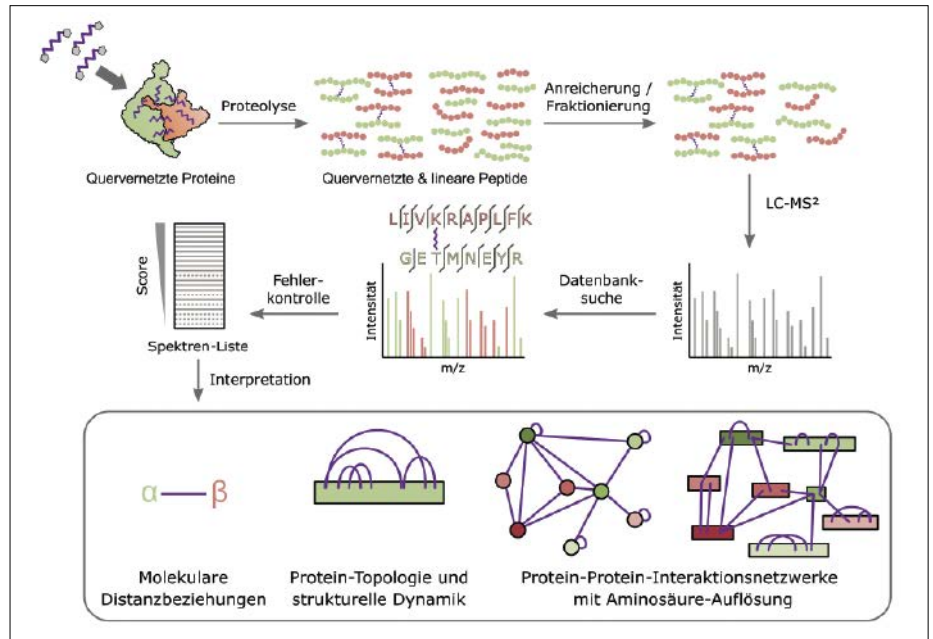 Proteolyse
Anreicherung /
Fraktionierung
Quervernetzte Proteine
Quervernetzte & lineare Peptide
LC-MS²
LIVKRAPLFK
GETMNEYR
Score
Fehler-
kontrolle
Intensität
Datenbank-
suche
Intensität
Spektren-Liste
m/z
m/z
Interpretation
α β
Molekulare
Distanzbeziehungen
Protein-Topologie und
strukturelle Dynamik
Protein-Protein-Interaktionsnetzwerke
mit Aminosäure-Auflösung